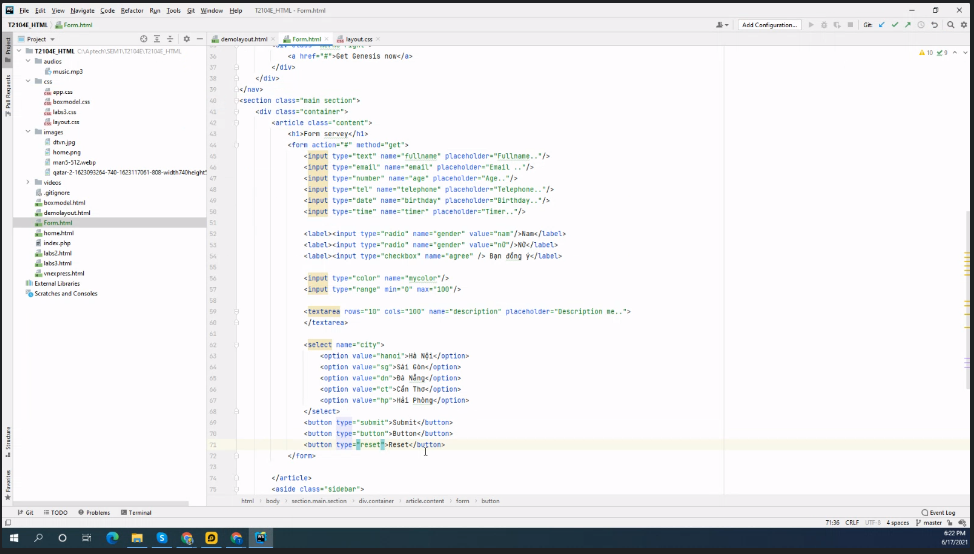 File Edit View Navigate Code Refactor Run Tools Git Window Help T2104E_HTML - Form.html
T2104E_HTML Form.html
Add Configuration...
Git:
Project
demolayout.html
Form.html
layout.css
Project
Pull Requests
Structure
Favorites
T2104E_HTML C:\Aptech\SEM1\T2104E_HTML
audios
music.mp3
css
app.css
boxmodel.css
labs3.css
layout.css
images
dtvn.jpg
home.png
man5-512.webp
qatar-2-1623093264-740-1623117061-808-width740height
videos
.gitignore
boxmodel.html
demolayout.html
Form.html
home.html
index.php
labs2.html
labs3.html
vnexpress.html
External Libraries
Scratches and Consoles
10 9
36 <a href="#">Get Genesis now</a>
37 </div>
38 </div>
39 </nav>
40 <section class="main section">
41 <div class="container">
42 <article class="content">
43 <h1>Form servey</h1>
44 <form action="#" method="get">
45 <input type="text" name="fullname" placeholder="Fullname.."/>
46 <input type="email" name="email" placeholder="Email .."/>
47 <input type="number" name="age" placeholder="Age.."/>
48 <input type="tel" name="telephone" placeholder="Telephone.."/>
49 <input type="date" name="birthday" placeholder="Birthday.."/>
50 <input type="time" name="timer" placeholder="Timer.."/>
51
52 <label><input type="radio" name="gender" value="nam"/>Nam</label>
53 <label><input type="radio" name="gender" value="nữ"/>Nữ</label>
54 <label><input type="checkbox" name="agree" /> Bạn đồng ý</label>
55
56 <input type="color" name="mycolor"/>
57 <input type="range" min="0" max="100"/>
58
59 <textarea rows="10" cols="100" name="description" placeholder="Description me..">
60 </textarea>
61
62 <select name="city">
63 <option value="hanoi">Hà Nội</option>
64 <option value="sg">Sài Gòn</option>
65 <option value="dn">Đà Nẵng</option>
66 <option value="ct">Cần Thơ</option>
67 <option value="hp">Hải Phòng</option>
68 </select>
69 <button type="submit">Submit</button>
70 <button type="button">Button</button>
71 <button type="reset">Reset</button>
72 </form>
73
74 </article>
75 <aside class="sidebar">
html body section.main.section div.container article.content form button
Git TODO Problems Terminal Event Log
71:36 CRLF UTF-8 4 spaces master
6:22 PM
6/17/2021